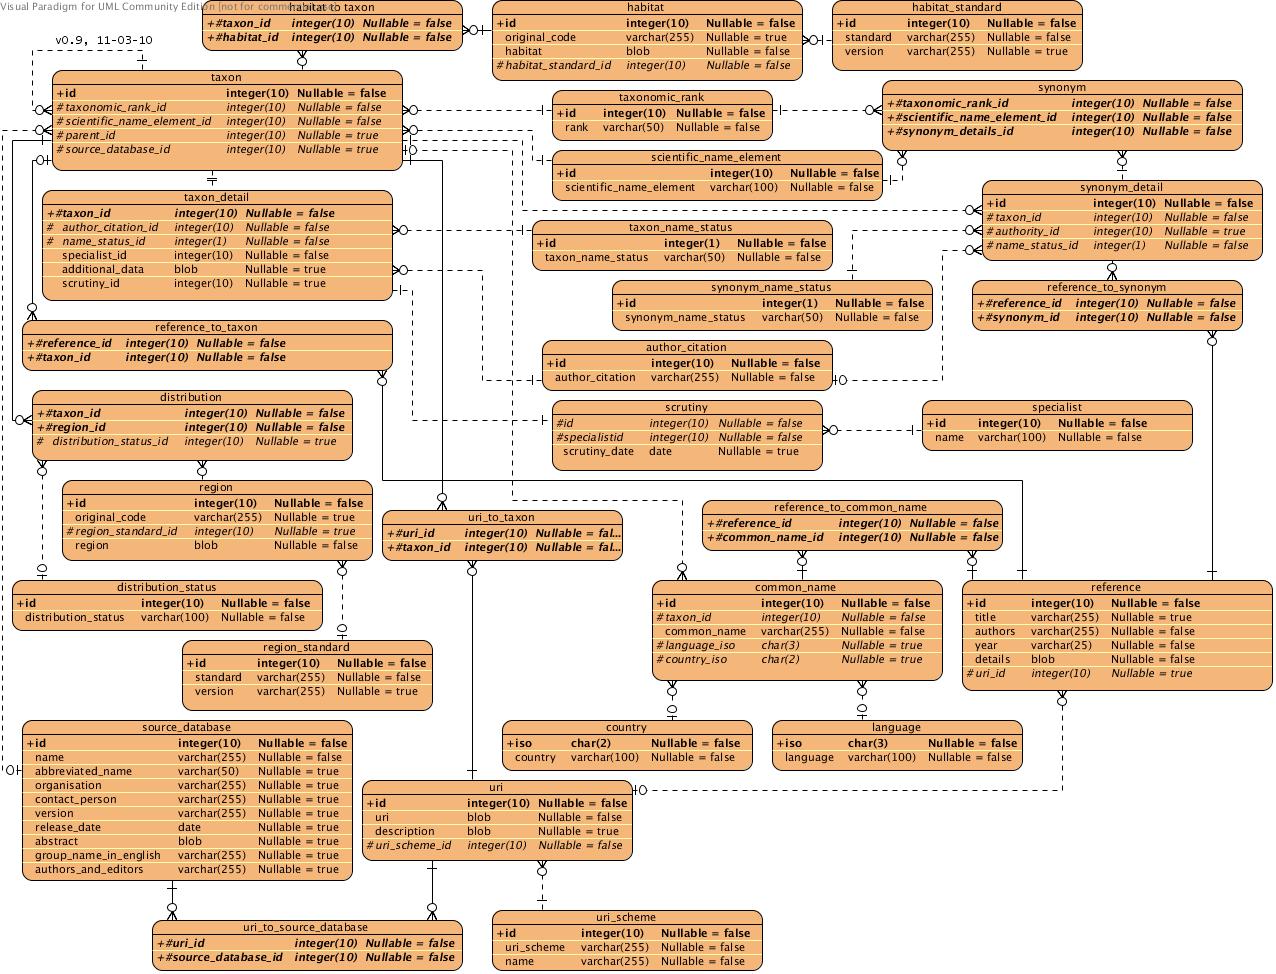 Visual Paradigm for UML Community Edition [not for commercial use]
v0.9, 11-03-10
habitat_to_taxon
+#taxon_id integer(10) Nullable = false
+#habitat_id integer(10) Nullable = false
habitat
+id integer(10) Nullable = false
original_code varchar(255) Nullable = true
habitat blob Nullable = false
#habitat_standard_id integer(10) Nullable = false
habitat_standard
+id integer(10) Nullable = false
standard varchar(255) Nullable = false
version varchar(255) Nullable = true
taxon
+id integer(10) Nullable = false
#taxonomic_rank_id integer(10) Nullable = false
#scientific_name_element_id integer(10) Nullable = false
#parent_id integer(10) Nullable = true
#source_database_id integer(10) Nullable = true
taxonomic_rank
+id integer(10) Nullable = false
rank varchar(50) Nullable = false
synonym
+#taxonomic_rank_id integer(10) Nullable = false
+#scientific_name_element_id integer(10) Nullable = false
+#synonym_details_id integer(10) Nullable = false
scientific_name_element
+id integer(10) Nullable = false
scientific_name_element varchar(100) Nullable = false
taxon_detail
+#taxon_id integer(10) Nullable = false
# author_citation_id integer(10) Nullable = false
# name_status_id integer(1) Nullable = false
specialist_id integer(10) Nullable = false
additional_data blob Nullable = true
scrutiny_id integer(10) Nullable = true
synonym_detail
+id integer(10) Nullable = false
#taxon_id integer(10) Nullable = false
#authority_id integer(10) Nullable = true
#name_status_id integer(1) Nullable = false
taxon_name_status
+id integer(1) Nullable = false
taxon_name_status varchar(50) Nullable = false
synonym_name_status
+id integer(1) Nullable = false
synonym_name_status varchar(50) Nullable = false
reference_to_synonym
+#reference_id integer(10) Nullable = false
+#synonym_id integer(10) Nullable = false
reference_to_taxon
+#reference_id integer(10) Nullable = false
+#taxon_id integer(10) Nullable = false
author_citation
+id integer(10) Nullable = false
author_citation varchar(255) Nullable = false
distribution
+#taxon_id integer(10) Nullable = false
+#region_id integer(10) Nullable = false
# distribution_status_id integer(10) Nullable = true
scrutiny
#id integer(10) Nullable = false
#specialistid integer(10) Nullable = false
scrutiny_date date Nullable = true
specialist
+id integer(10) Nullable = false
name varchar(100) Nullable = false
region
+id integer(10) Nullable = false
original_code varchar(255) Nullable = true
#region_standard_id integer(10) Nullable = true
region blob Nullable = false
uri_to_taxon
+#uri_id integer(10) Nullable = fal...
+#taxon_id integer(10) Nullable = fal...
reference_to_common_name
+#reference_id integer(10) Nullable = false
+#common_name_id integer(10) Nullable = false
distribution_status
+id integer(10) Nullable = false
distribution_status varchar(100) Nullable = false
common_name
+id integer(10) Nullable = false
#taxon_id integer(10) Nullable = false
common_name varchar(255) Nullable = false
#language_iso char(3) Nullable = true
#country_iso char(2) Nullable = true
reference
+id integer(10) Nullable = false
title varchar(255) Nullable = true
authors varchar(255) Nullable = false
year varchar(25) Nullable = false
details blob Nullable = false
#uri_id integer(10) Nullable = true
region_standard
+id integer(10) Nullable = false
standard varchar(255) Nullable = false
version varchar(255) Nullable = true
source_database
+id integer(10) Nullable = false
name varchar(255) Nullable = false
abbreviated_name varchar(50) Nullable = true
organisation varchar(255) Nullable = true
contact_person varchar(255) Nullable = true
version varchar(255) Nullable = true
release_date date Nullable = true
abstract blob Nullable = true
group_name_in_english varchar(255) Nullable = true
authors_and_editors varchar(255) Nullable = true
country
+iso char(2) Nullable = false
country varchar(100) Nullable = false
language
+iso char(3) Nullable = false
language varchar(100) Nullable = false
uri
+id integer(10) Nullable = false
uri blob Nullable = false
description blob Nullable = true
#uri_scheme_id integer(10) Nullable = false
uri_to_source_database
+#uri_id integer(10) Nullable = false
+#source_database_id integer(10) Nullable = false
uri_scheme
+id integer(10) Nullable = false
uri_scheme varchar(255) Nullable = false
name varchar(255) Nullable = false